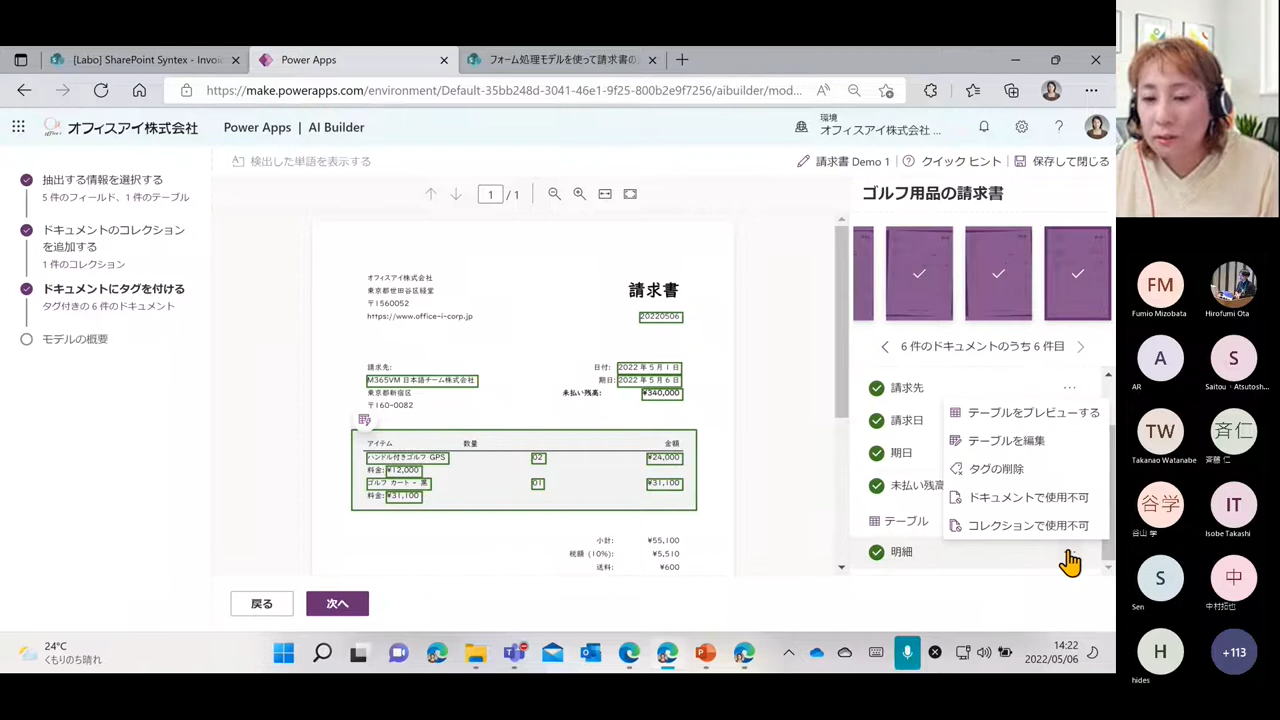 [Labo] SharePoint Syntex - Invoi
Power Apps
フォーム処理モデルを使って請求書の
https://make.powerapps.com/environment/Default-35bb248d-3041-46e1-9f25-800b2e9f7256/aibuilder/mod...
オフィスアイ株式会社
Power Apps | AI Builder
環境
オフィスアイ株式会社 ...
抽出する情報を選択する
5 件のフィールド、1 件のテーブル
ドキュメントのコレクションを追加する
1 件のコレクション
ドキュメントにタグを付ける
タグ付きの 6 件のドキュメント
モデルの概要
検出した単語を表示する
請求書 Demo 1
クイック ヒント
保存して閉じる
1 / 1
オフィスアイ株式会社
東京都世田谷区経堂
〒1560052
https://www.office-i-corp.jp
請求書
20220506
請求先:
M365VM 日本語チーム株式会社
東京都新宿区
〒160-0082
日付: 2022 年 5 月 1 日
期日: 2022 年 5 月 6 日
未払い残高: ¥340,000
アイテム 数量 金額
ハンドル付きゴルフ GPS 02 ¥24,000
料金: ¥12,000
ゴルフ カート - 黒 01 ¥31,100
料金: ¥31,100
小計: ¥55,100
税額 (10%): ¥5,510
送料: ¥600
戻る
次へ
ゴルフ用品の請求書
6 件のドキュメントのうち 6 件目
請求先
請求日
期日
未払い残高
テーブル
明細
テーブルをプレビューする
テーブルを編集
タグの削除
ドキュメントで使用不可
コレクションで使用不可
24°C
くもりのち晴れ
14:22
2022/05/06
FM
Fumio Mizobata
Hirofumi Ota
A
AR
S
Saitou・Atsutosh...
TW
Takanao Watanabe
斉仁
斉藤 仁
谷学
谷山 学
IT
Isobe Takashi
S
Sen
中
中村拓也
H
hides
+113